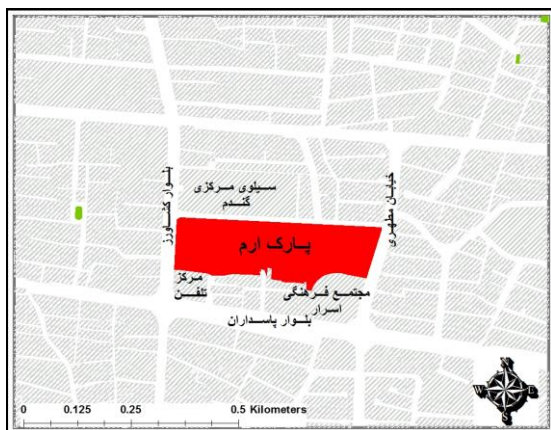 سیلوی مرکزی
گندم
بلوار کشاورز
خیابان مطهری
پارک ارم
مرکز
تلفن
مجتمع فرهنگی
اسرار
بلوار پاسداران
0 0.125 0.25 0.5 Kilometers